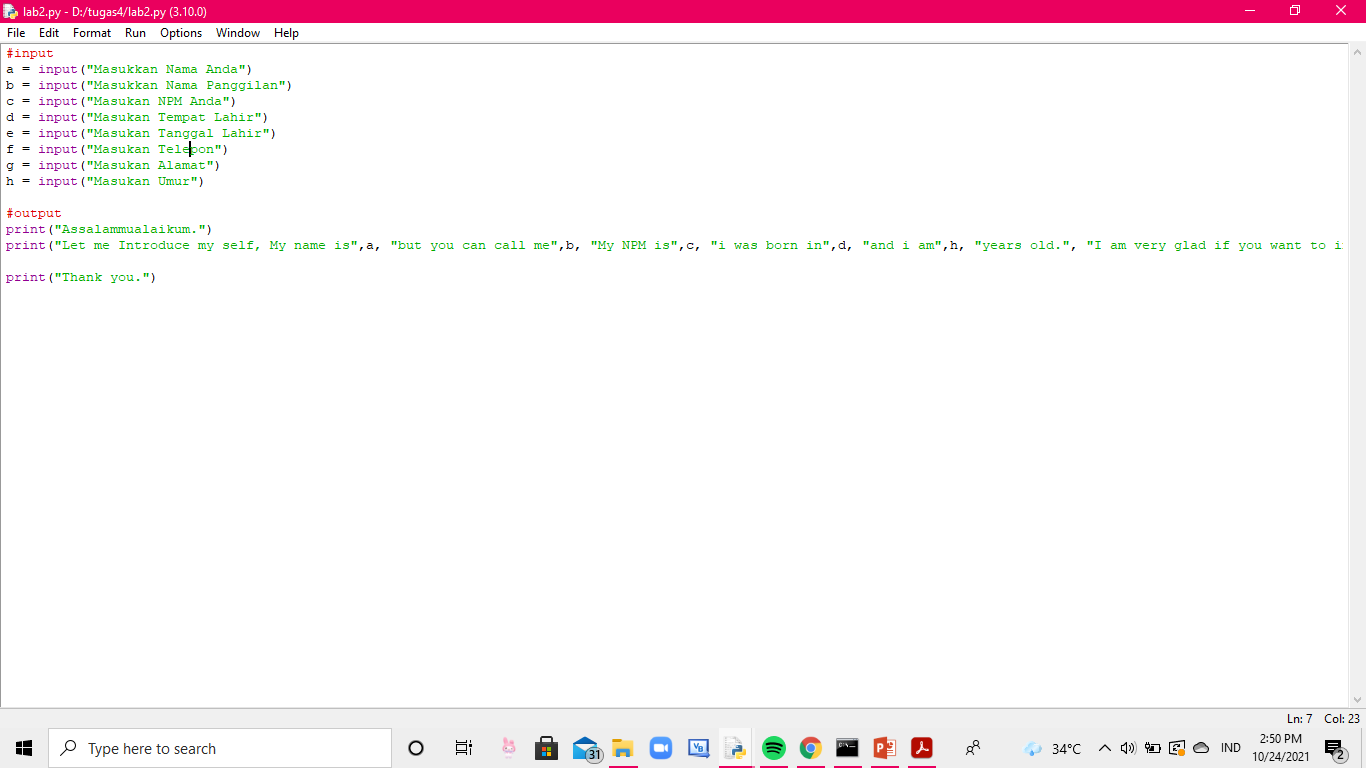 lab2.py - D:/tugas4/lab2.py (3.10.0)
File Edit Format Run Options Window Help
#input
a = input("Masukkan Nama Anda")
b = input("Masukkan Nama Panggilan")
c = input("Masukan NPM Anda")
d = input("Masukan Tempat Lahir")
e = input("Masukan Tanggal Lahir")
f = input("Masukan Telepon")
g = input("Masukan Alamat")
h = input("Masukan Umur")
#output
print("Assalammualaikum.")
print("Let me Introduce my self, My name is",a, "but you can call me",b, "My NPM is",c, "i was born in",d, "and i am",h, "years old.", "I am very glad if you want to i
print("Thank you.")
Ln: 7 Col: 23
Type here to search
31
VB
34°C
IND
2:50 PM
10/24/2021
2